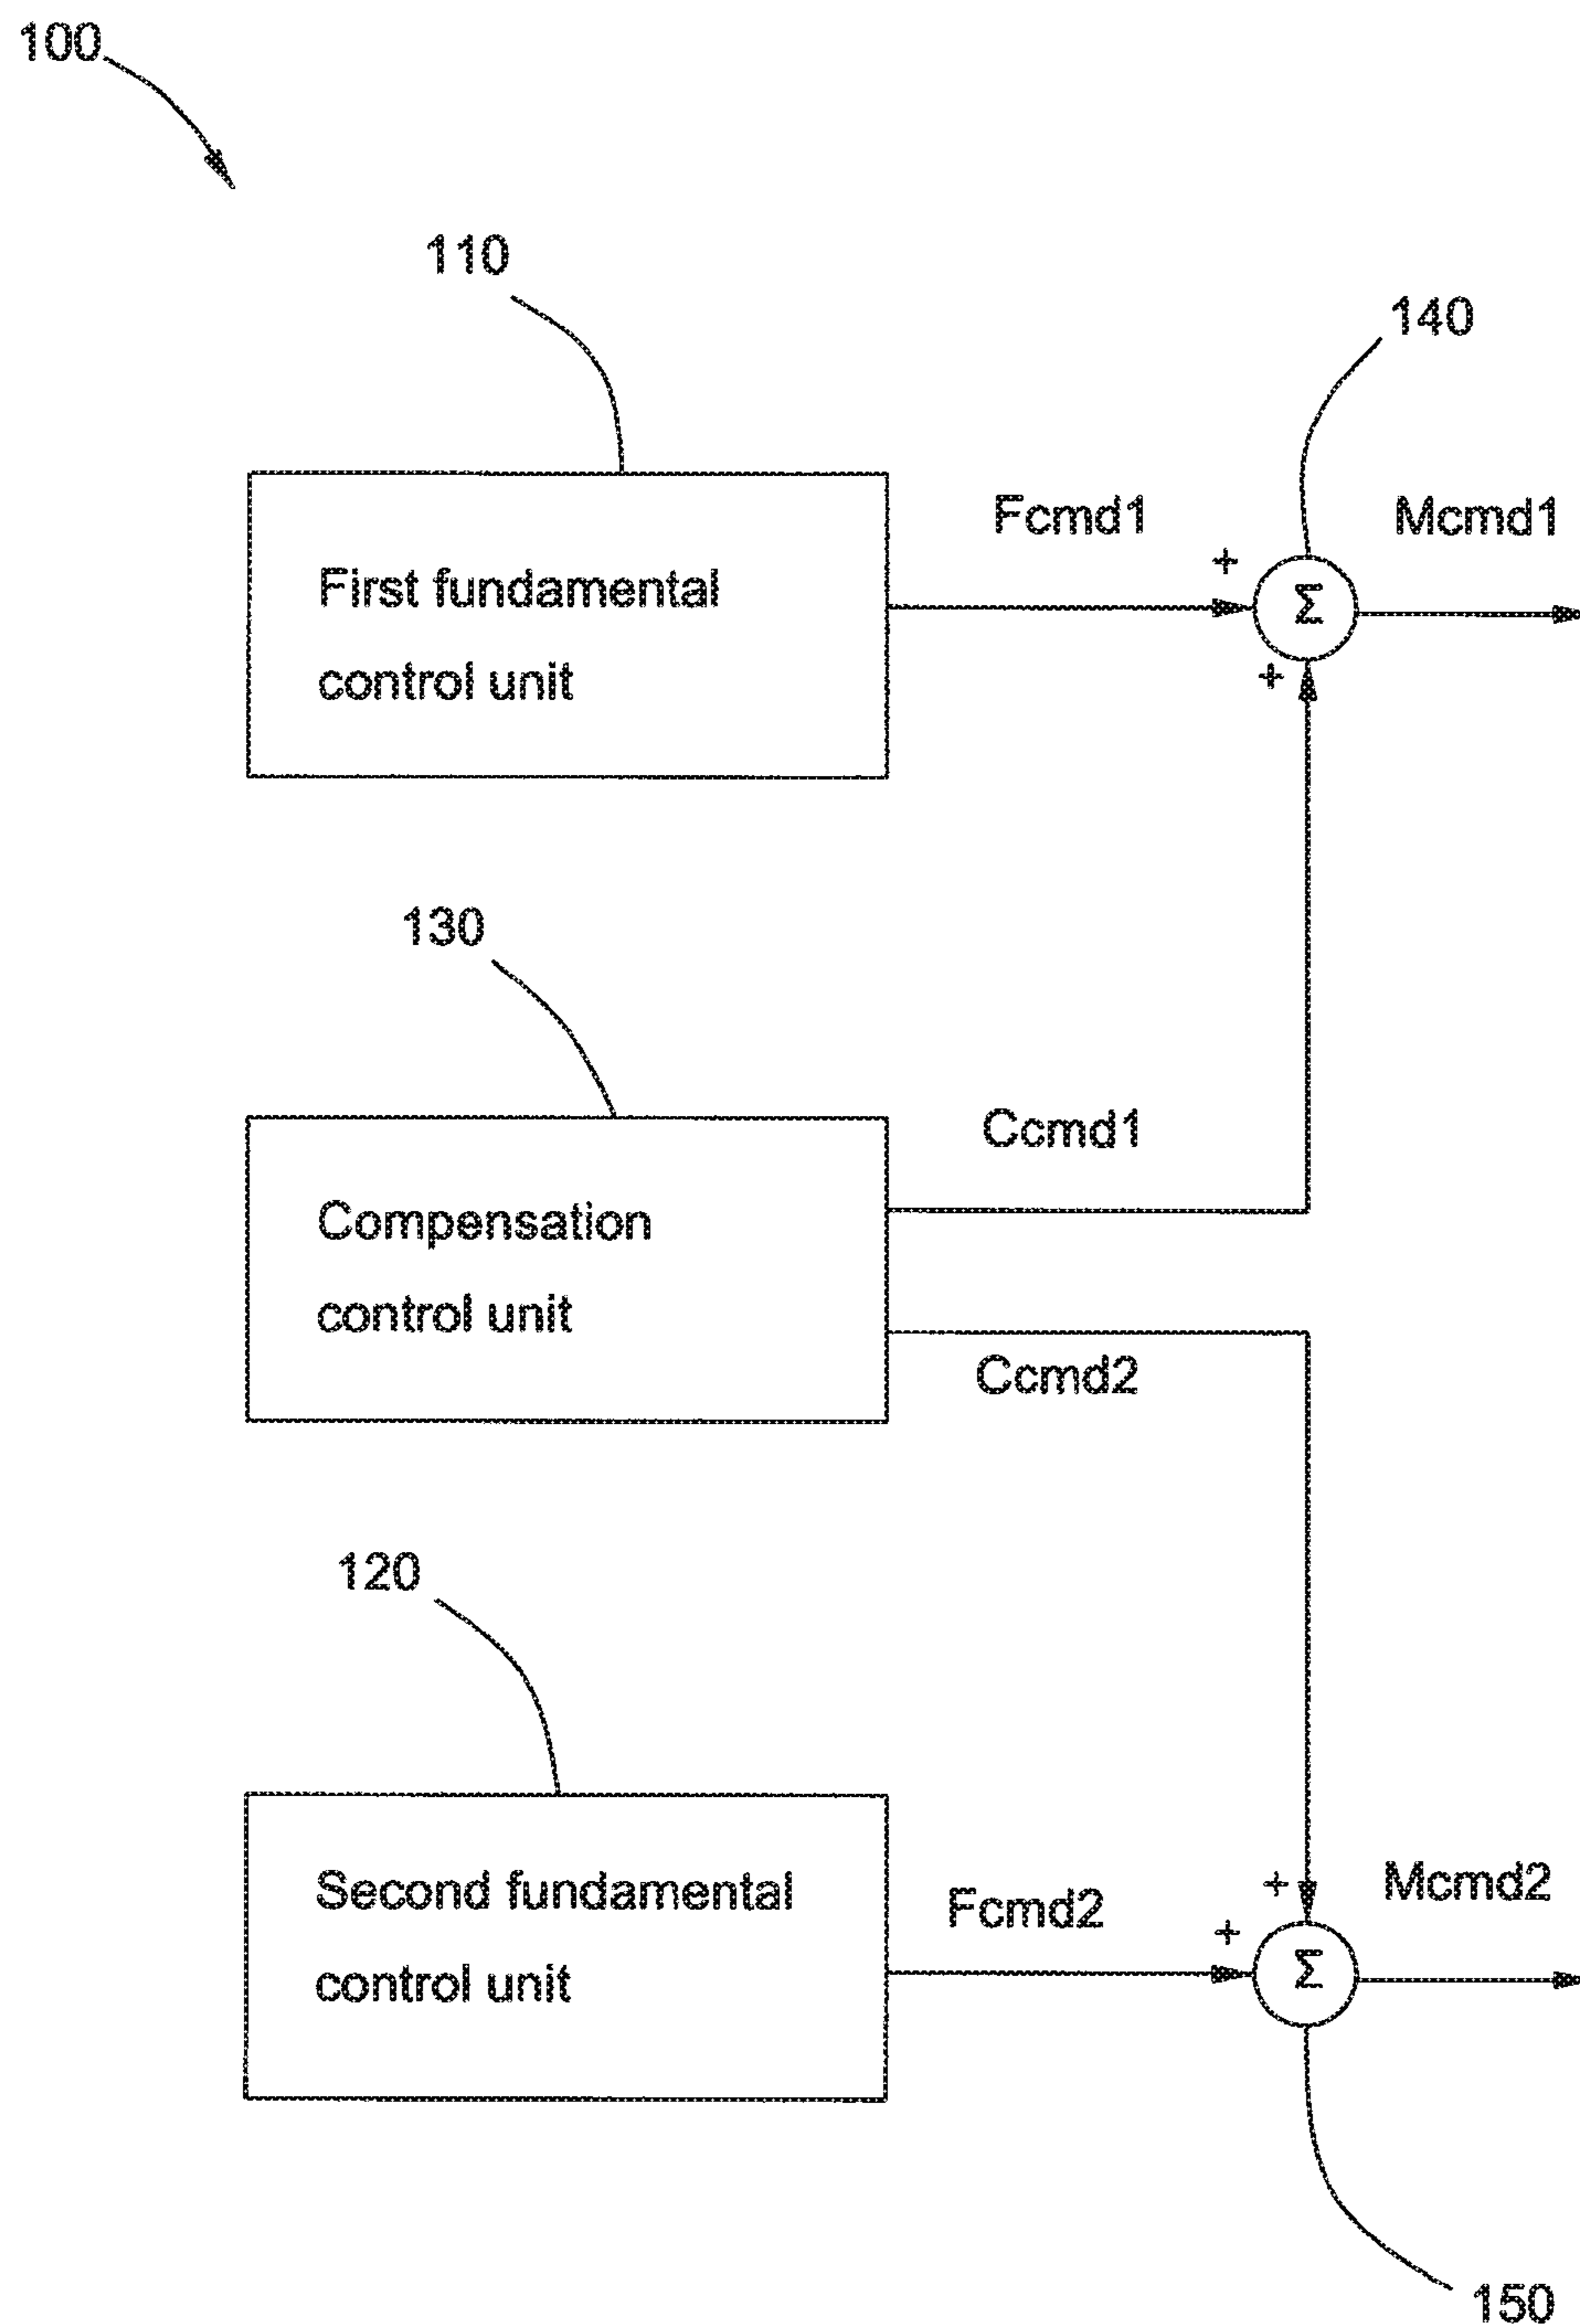 100
110
140
Fcmd1
Mcmd1
+
Σ
First fundamental
control unit
+
130
Ccmd1
Compensation
control unit
Ccmd2
120
Second fundamental
control unit
Fcmd2
+
+
Mcmd2
Σ
150